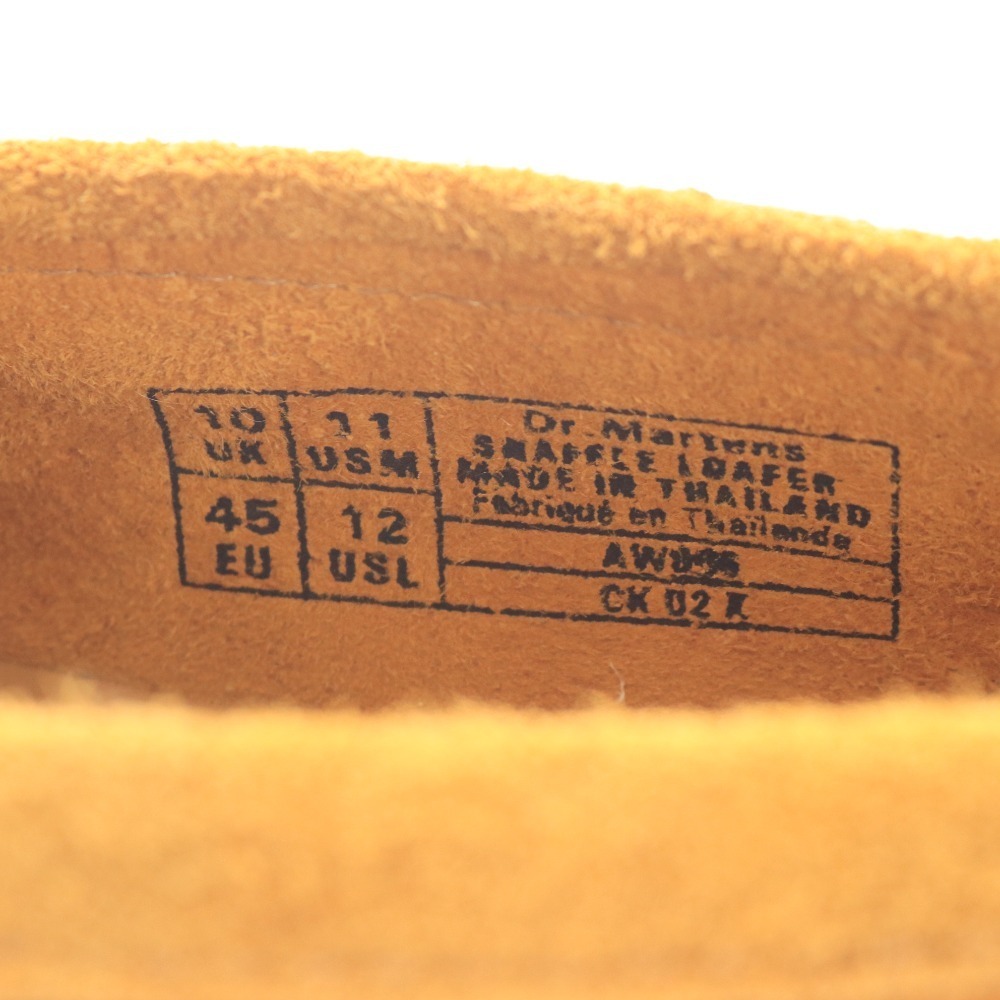 10
UK
11
USM
45
EU
12
USL
Dr. Martens
SNAFFLE LOAFER
MADE IN THAILAND
Fabriqué en Thaïlande
CK 02 X